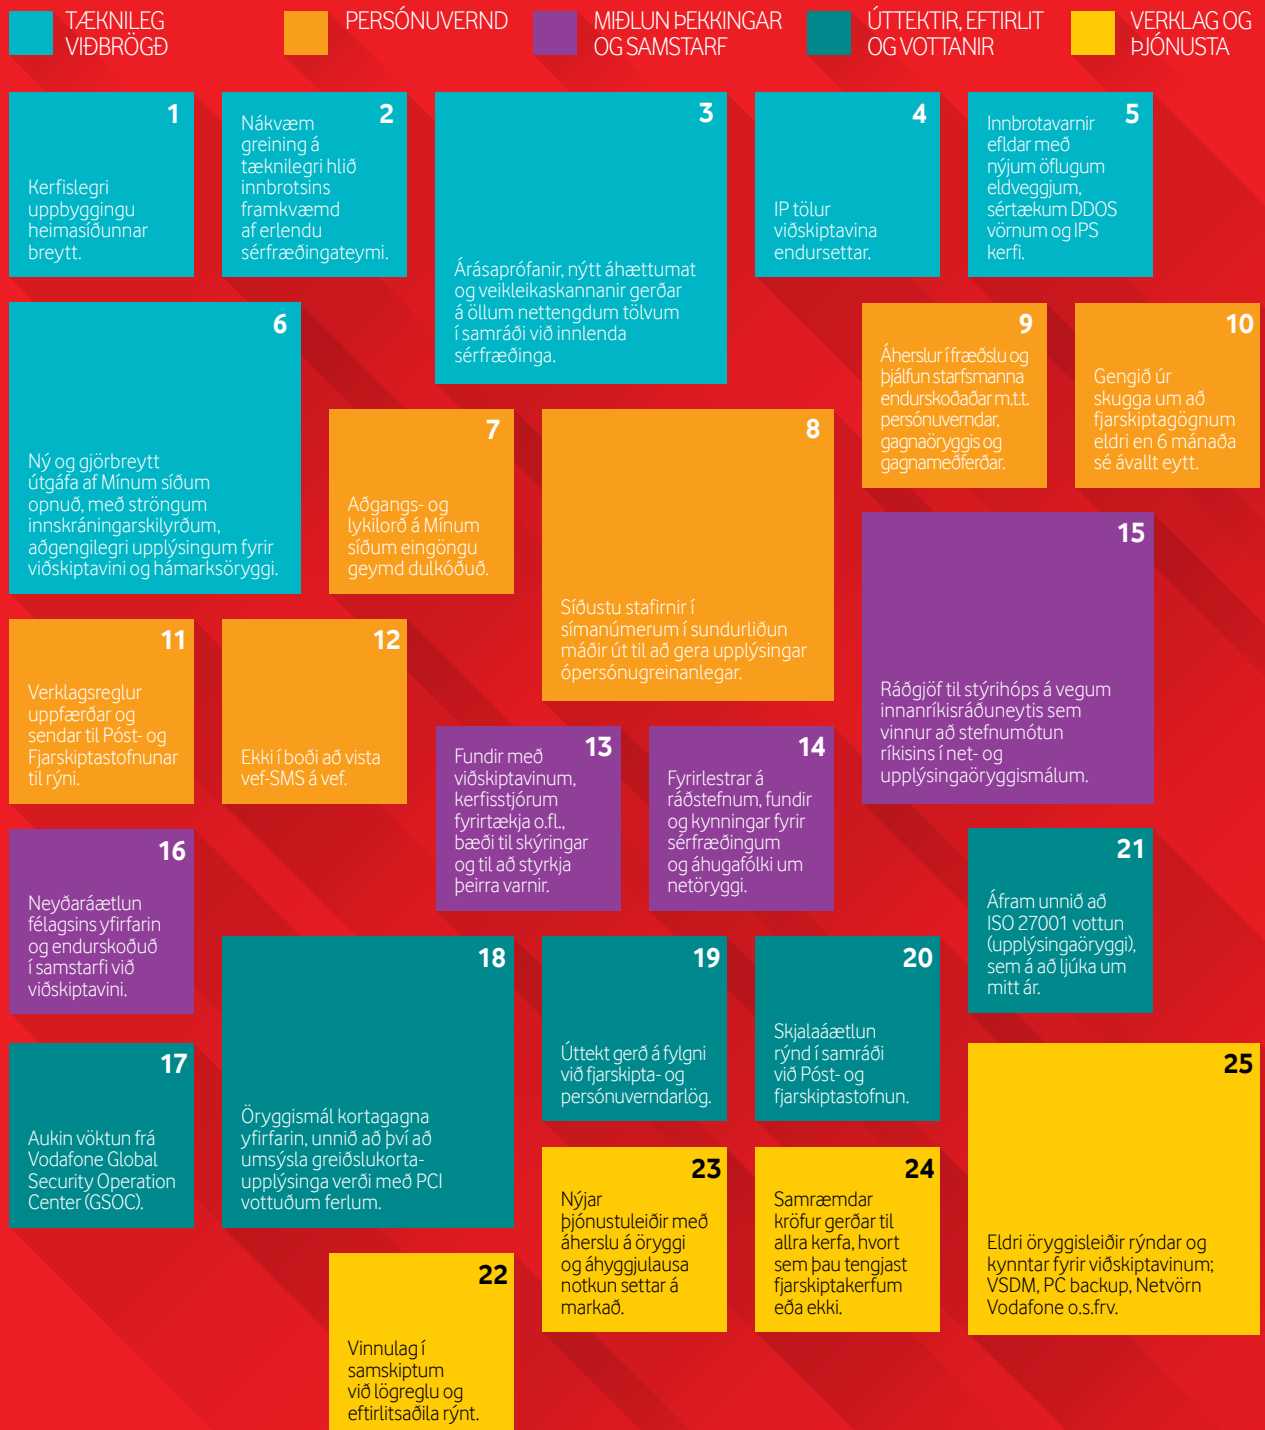 TÆKNILEG
VIÐBRÖGÐ
PERSÓNUVERND
MIÐLUN ÞEKKINGAR
OG SAMSTARF
ÚTTEKTIR, EFTIRLIT
OG VOTTANIR
VERKLAG OG
ÞJÓNUSTA
1
Kerfislegri
uppbyggingu
heimasíðunnar
breytt.
2
Nákvæm
greining á
tæknilegri hlið
innbrotsins
framkvæmd
af erlendu
sérfræðingateymi.
3
Árásaprófanir, nýtt áhættumat
og veikleikaskannanir gerðar
á öllum nettengdum tölvum
í samráði við innlenda
sérfræðinga.
4
IP tölur
viðskiptavina
endursettar.
5
Innbrotavarnir
efldar með
nýjum öflugum
eldveggjum,
sértækum DDOS
vörnum og IPS
kerfi.
6
Ný og gjörbreytt
útgáfa af Mínum síðum
opnuð, með ströngum
innskráningarskilyrðum,
aðgengilegri upplýsingum fyrir
viðskiptavini og hámarksöryggi.
7
Aðgangs- og
lykilorð á Mínum
síðum eingöngu
geymd dulkóðuð.
8
Síðustu stafirnir í
símanúmerum í sundurliðun
máðir út til að gera upplýsingar
ópersónugreinanlegar.
9
Áherslur í fræðslu og
þjálfun starfsmanna
endurskoðaðar m.t.t.
persónuverndar,
gagnaöryggis og
gagnameðferðar.
10
Gengið úr
skugga um að
fjarskiptagögnum
eldri en 6 mánaða
sé ávallt eytt.
11
Verklagsreglur
uppfærðar og
sendar til Póst- og
Fjarskiptastofnunar
til rýni.
12
Ekki í boði að vista
vef-SMS á vef.
13
Fundir með
viðskiptavinum,
kerfisstjórum
fyrirtækja o.fl.,
bæði til skýringar
og til að styrkja
þeirra varnir.
14
Fyrirlestrar á
ráðstefnum, fundir
og kynningar fyrir
sérfræðingum
og áhugafólki um
netöryggi.
15
Ráðgjöf til stýrihóps á vegum
innanríkisráðuneytis sem
vinnur að stefnumótun
ríkisins í net- og
upplýsingaöryggismálum.
16
Neyðaráætlun
félagsins yfirfarin
og endurskoðuð
í samstarfi við
viðskiptavini.
17
Aukin vöktun frá
Vodafone Global
Security Operation
Center (GSOC).
18
Öryggismál kortagagna
yfirfarin, unnið að því að
umsýsla greiðslukorta-
upplýsinga verði með PCI
vottuðum ferlum.
19
Úttekt gerð á fylgni
við fjarskipta- og
persónuverndarlög.
20
Skjalaáætlun
rýnd í samráði
við Póst- og
fjarskiptastofnun.
21
Áfram unnið að
ISO 27001 vottun
(upplýsingaöryggi),
sem á að ljúka um
mitt ár.
22
Vinnulag í
samskiptum
við lögreglu og
eftirlitsaðila rýnt.
23
Nýjar
þjónustuleiðir með
áherslu á öryggi
og áhyggjulausa
notkun settar á
markað.
24
Samræmdar
kröfur gerðar til
allra kerfa, hvort
sem þau tengjast
fjarskiptakerfum
eða ekki.
25
Eldri öryggisleiðir rýndar og
kynntar fyrir viðskiptavinum;
VSDM, PC backup, Netvörn
Vodafone o.s.frv.